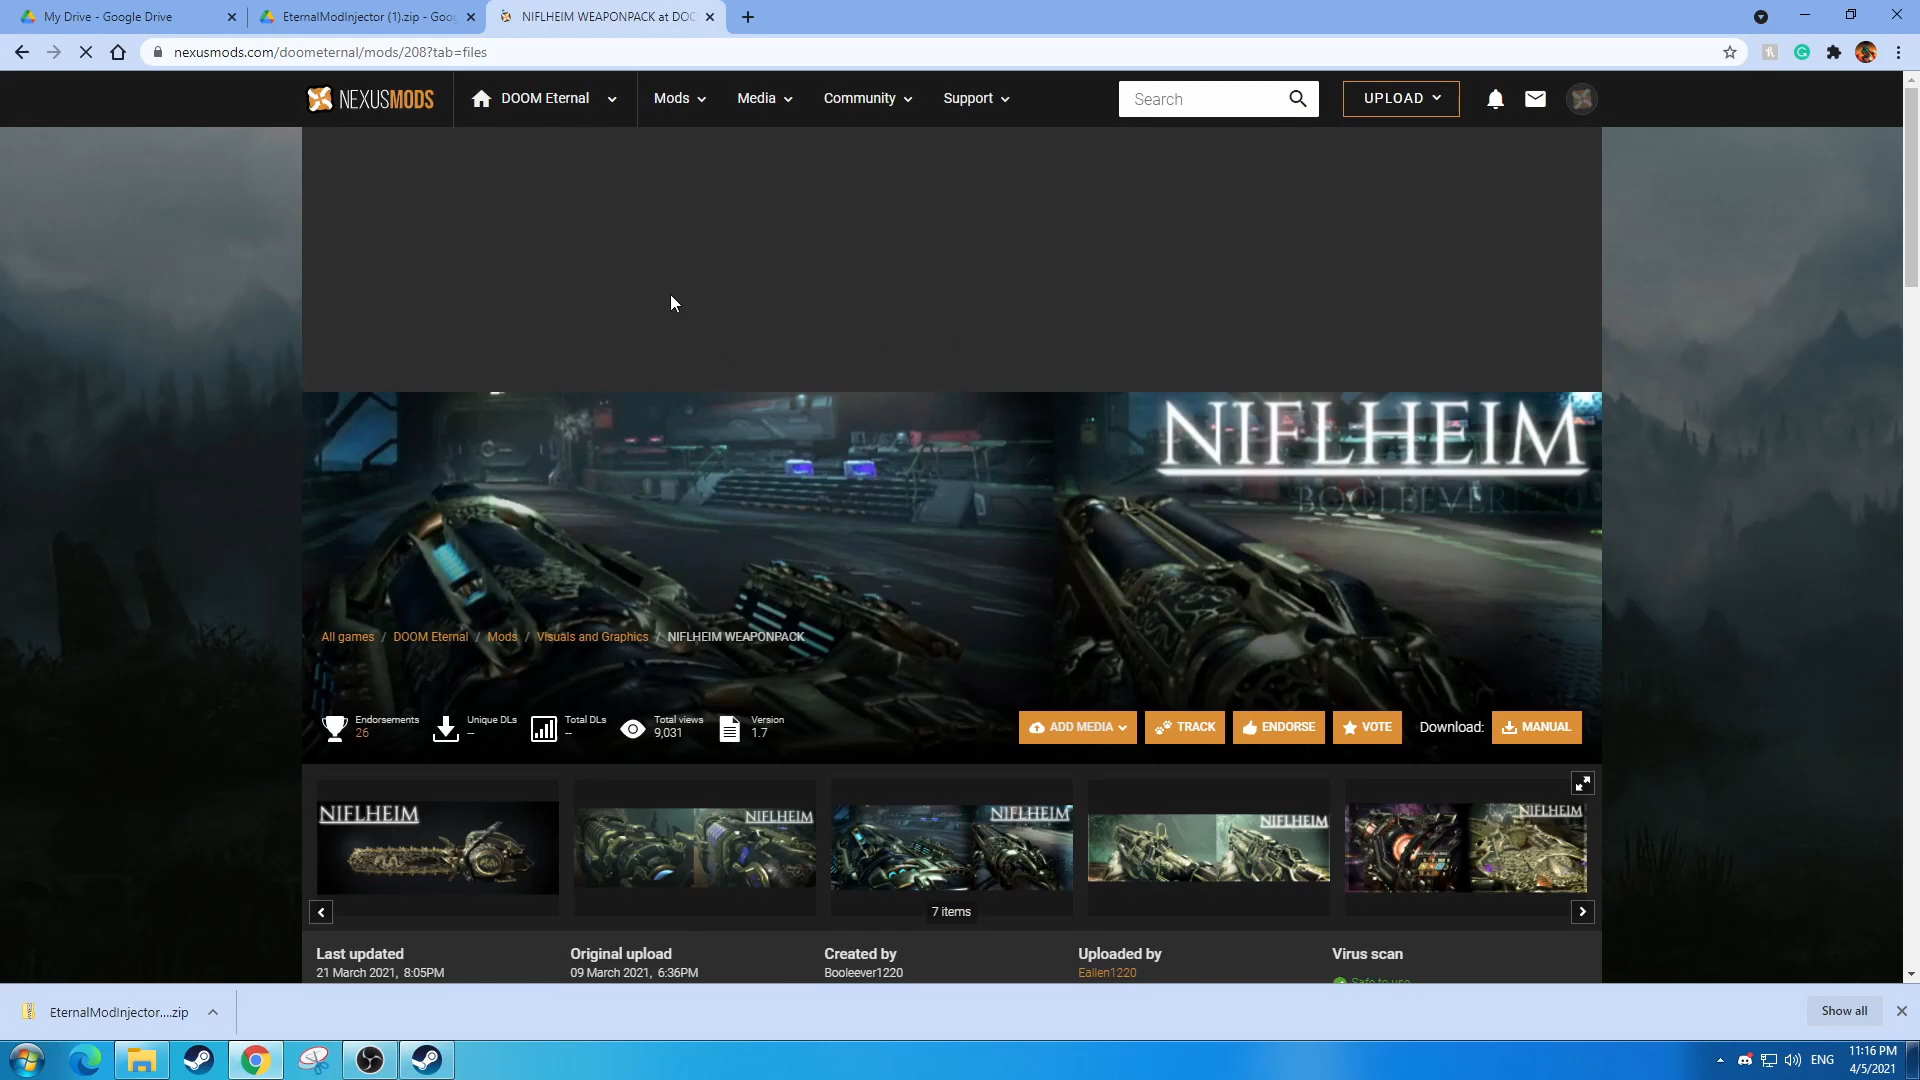 My Drive - Google Drive
EternalModInjector (1).zip - Goog
NIFLHEIM WEAPONPACK at DOO
nexusmods.com/doometernal/mods/208?tab=files
NEXUSMODS
DOOM Eternal
Mods
Media
Community
Support
Search
UPLOAD
NIFLHEIM
BOOLEEVER1220
All games / DOOM Eternal / Mods / Visuals and Graphics / NIFLHEIM WEAPONPACK
Endorsements
26
Unique DLs
--
Total DLs
--
Total views
9,031
Version
1.7
ADD MEDIA
TRACK
ENDORSE
VOTE
Download:
MANUAL
NIFLHEIM
NIFLHEIM
NIFLHEIM
NIFLHEIM
NIFLHEIM
7 items
Last updated
21 March 2021, 8:05PM
Original upload
09 March 2021, 6:36PM
Created by
Booleever1220
Uploaded by
Eallen1220
Virus scan
Safe to use
EternalModInjector....zip
Show all
ENG
11:16 PM
4/5/2021